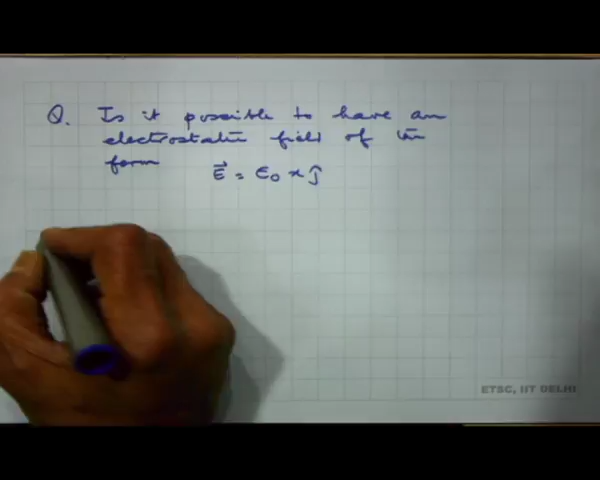 Q. Is it possible to have an
electrostatic field of the
form
E⃗ = E₀ x ĵ
ETSC, IIT DELHI